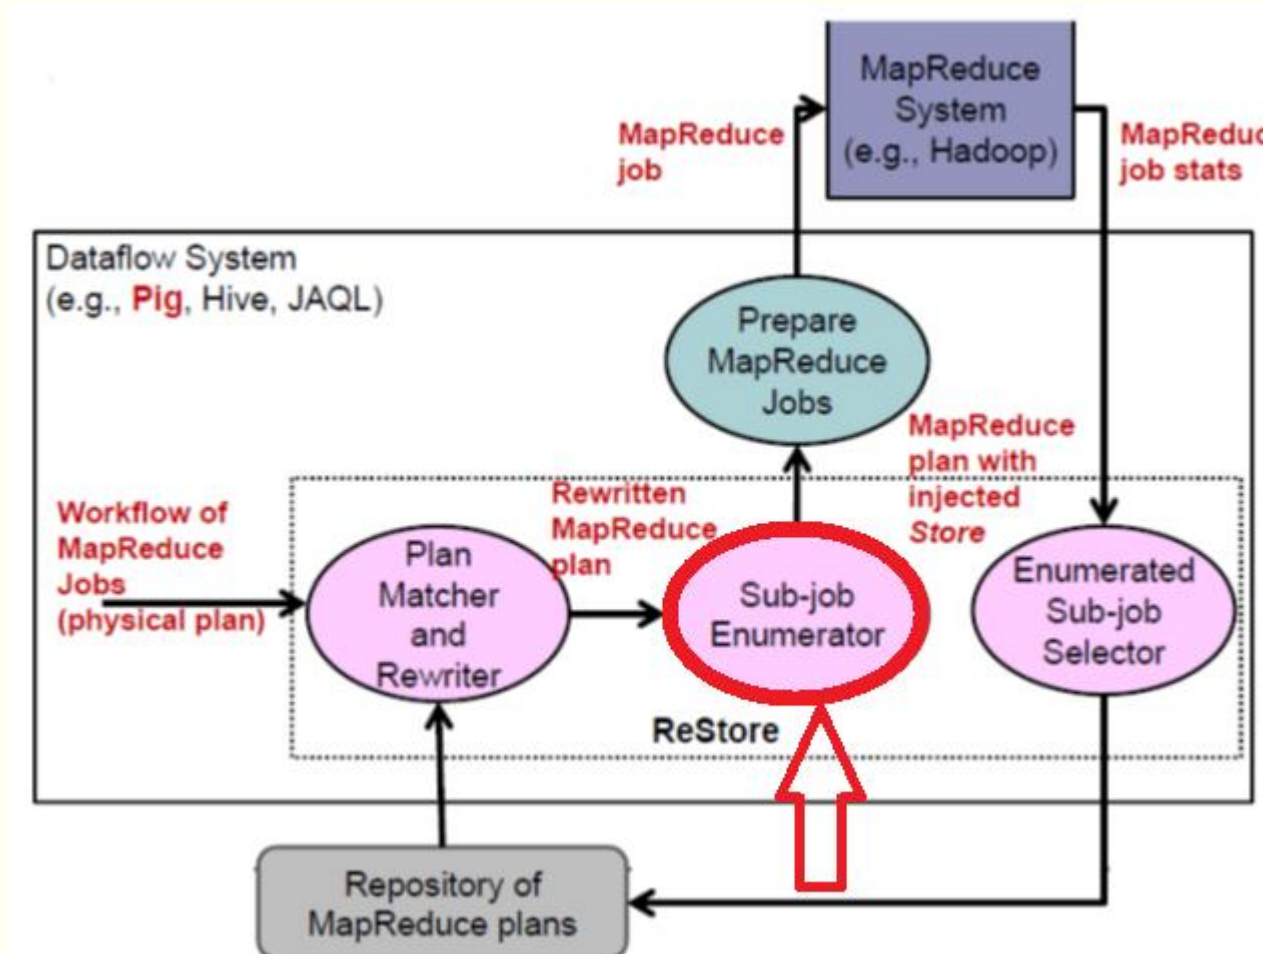 MapReduce
System
(e.g., Hadoop)
MapReduce
job
MapReduc
job stats
Dataflow System
(e.g., Pig, Hive, JAQL)
Prepare
MapReduce
Jobs
MapReduce
plan with
injected
Store
Workflow of
MapReduce
Jobs
(physical plan)
Rewritten
MapReduce
plan
Plan
Matcher
and
Rewriter
Sub-job
Enumerator
Enumerated
Sub-job
Selector
ReStore
Repository of
MapReduce plans